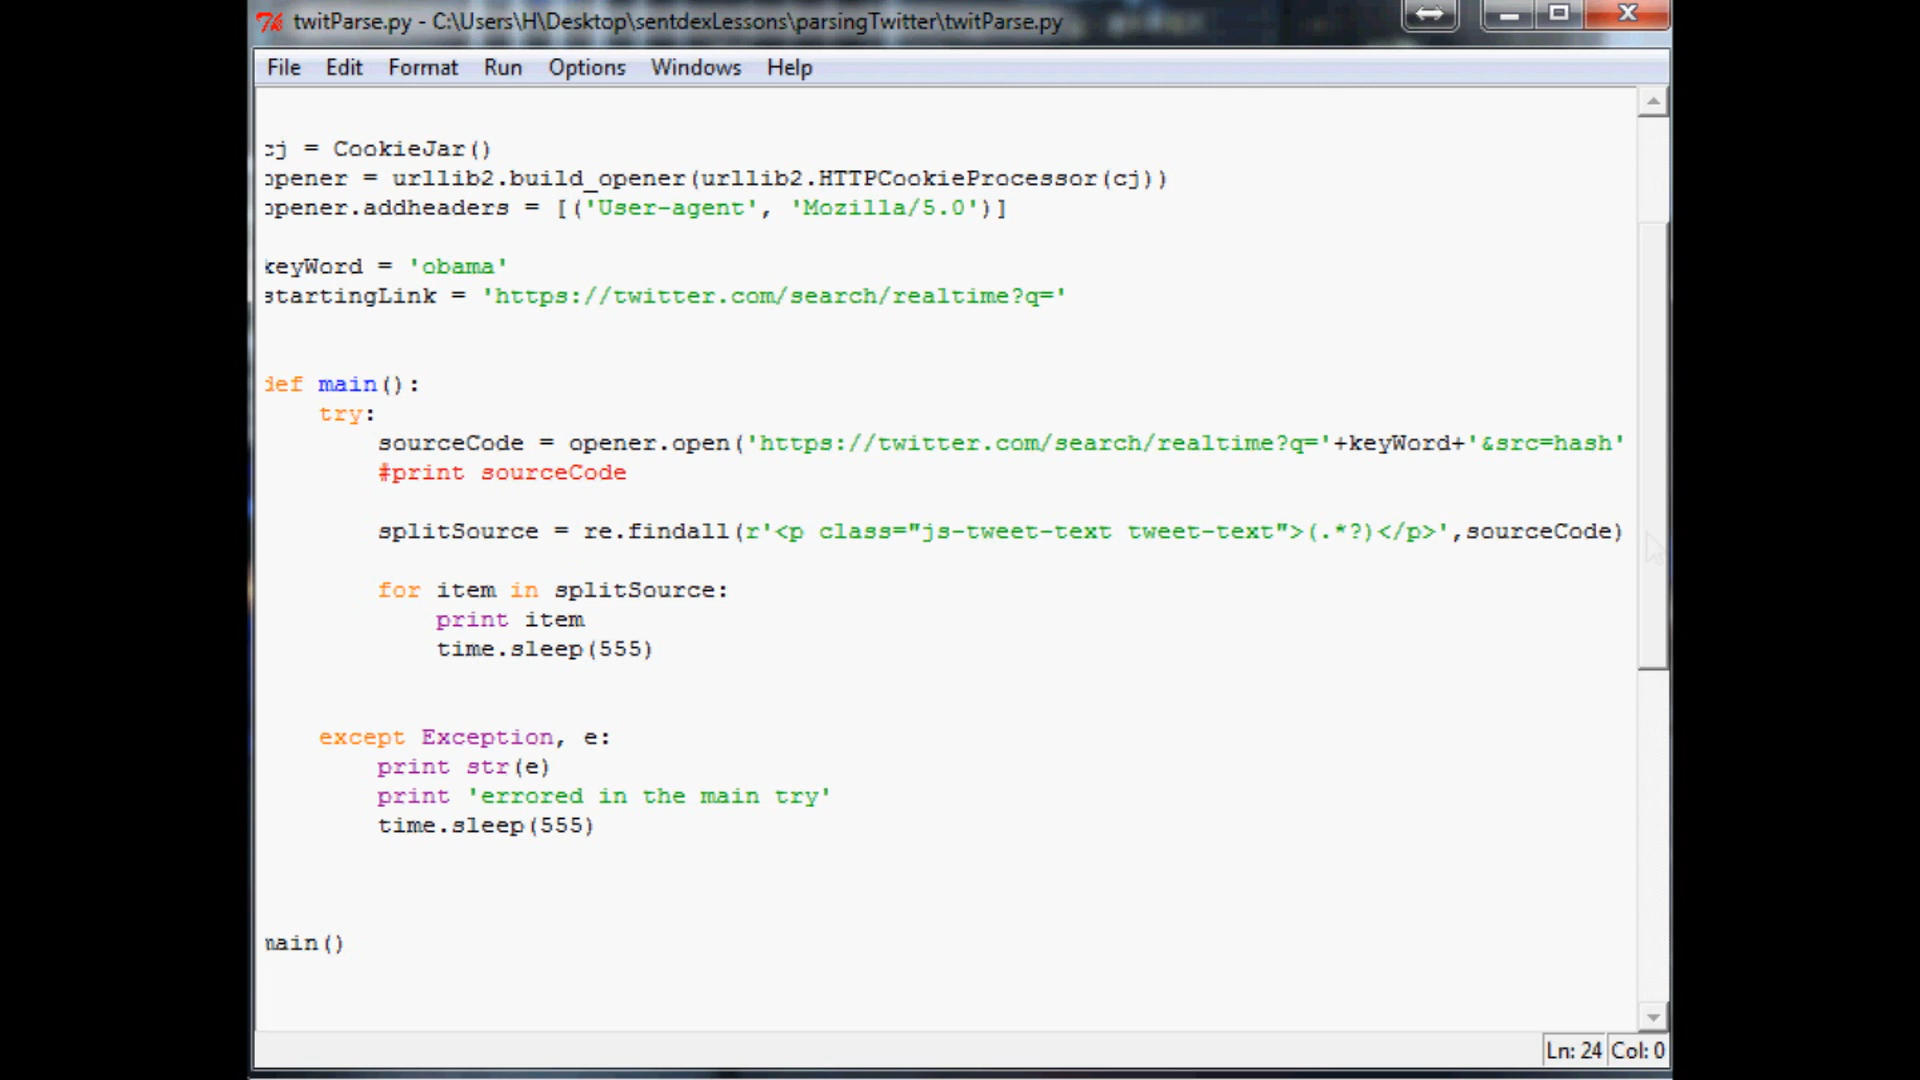 twitParse.py - C:\Users\H\Desktop\sentdexLessons\parsingTwitter\twitParse.py
File Edit Format Run Options Windows Help
cj = CookieJar()
opener = urllib2.build_opener(urllib2.HTTPCookieProcessor(cj))
opener.addheaders = [('User-agent', 'Mozilla/5.0')]
keyWord = 'obama'
startingLink = 'https://twitter.com/search/realtime?q='
def main():
try:
sourceCode = opener.open('https://twitter.com/search/realtime?q='+keyWord+'&src=hash'
#print sourceCode
splitSource = re.findall(r'<p class="js-tweet-text tweet-text">(.*?)</p>',sourceCode)
for item in splitSource:
print item
time.sleep(555)
except Exception, e:
print str(e)
print 'errored in the main try'
time.sleep(555)
main()
Ln: 24 Col: 0